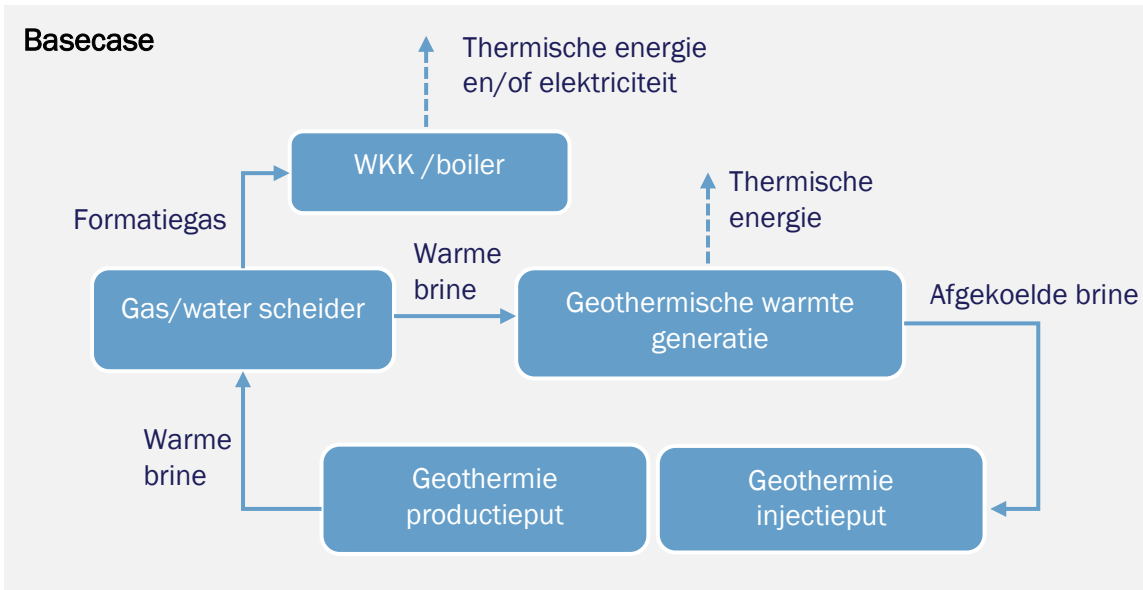 Basecase
Thermische energie
en/of elektriciteit
WKK /boiler
Thermische
energie
Formatiegas
Warme
brine
Gas/water scheider
Geothermische warmte
generatie
Afgekoelde brine
Warme
brine
Geothermie
productieput
Geothermie
injectieput